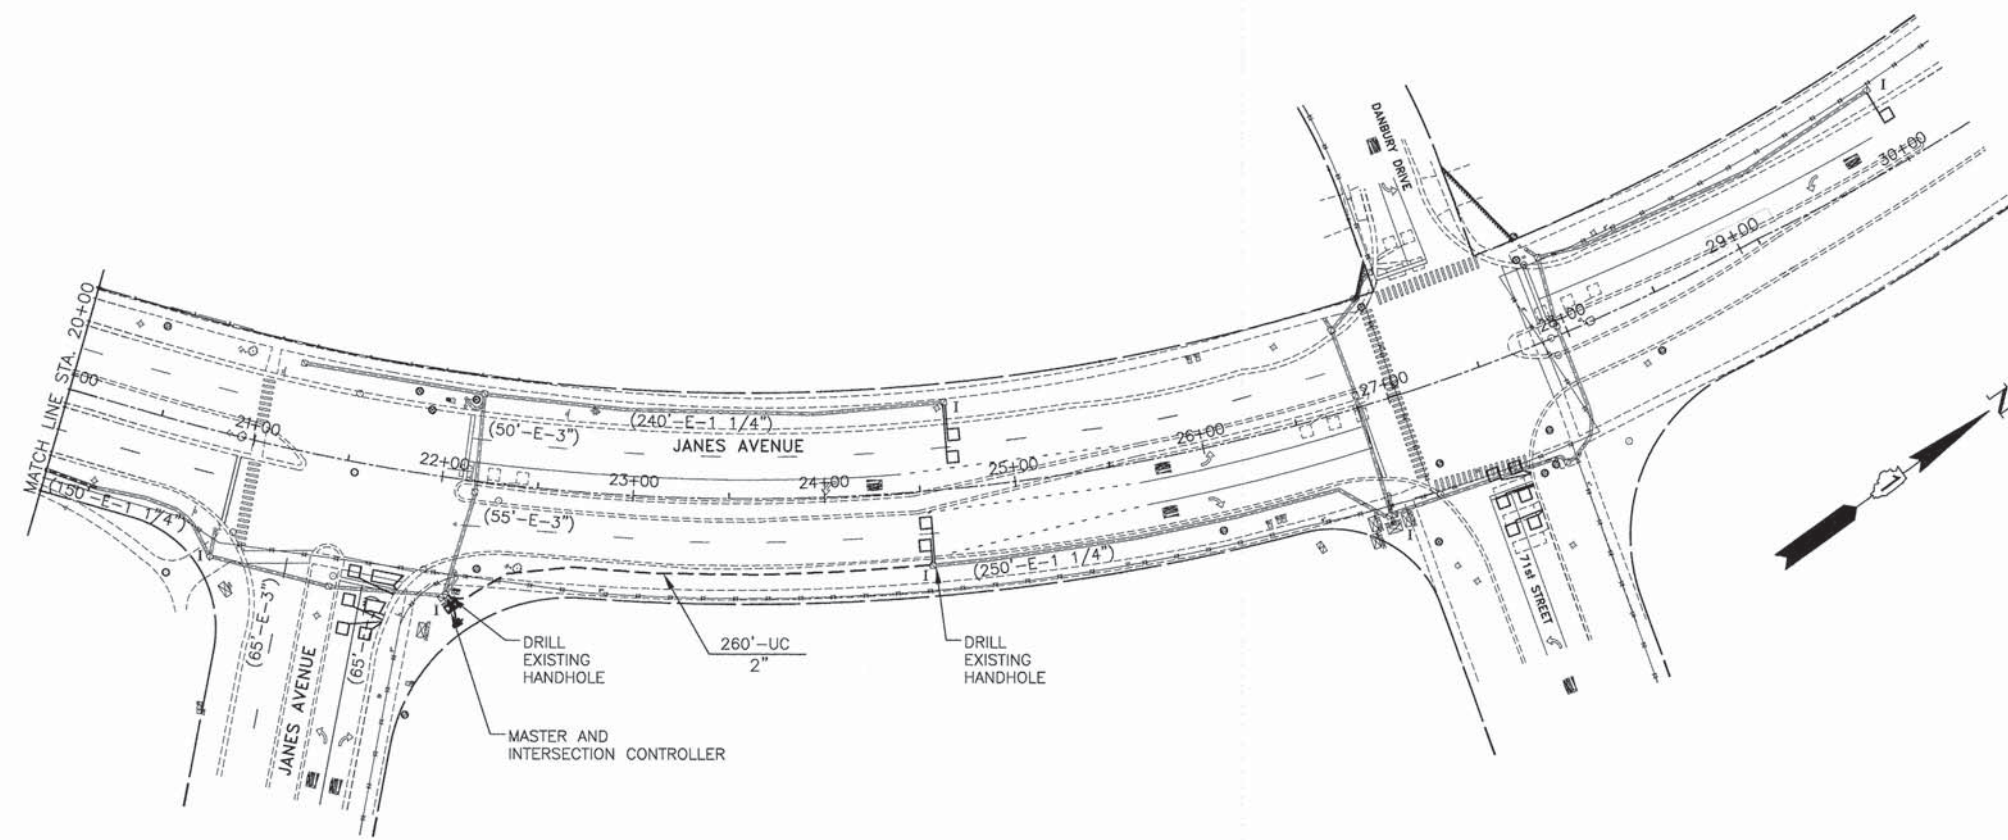 MATCH LINE STA. 20+00
+00
21+00
22+00
23+00
24+00
25+00
26+00
27+00
28+00
29+00
30+00
(50'-E-3")
(240'-E-1 1/4")
JANES AVENUE
(55'-E-3")
(150'-E-1 1/4")
(250'-E-1 1/4")
(65'-E-3")
(65'-E
JANES AVENUE
DANBURY DRIVE
71st STREET
I
I
I
I
I
I
DRILL
EXISTING
HANDHOLE
260'-UC
2"
DRILL
EXISTING
HANDHOLE
MASTER AND
INTERSECTION CONTROLLER